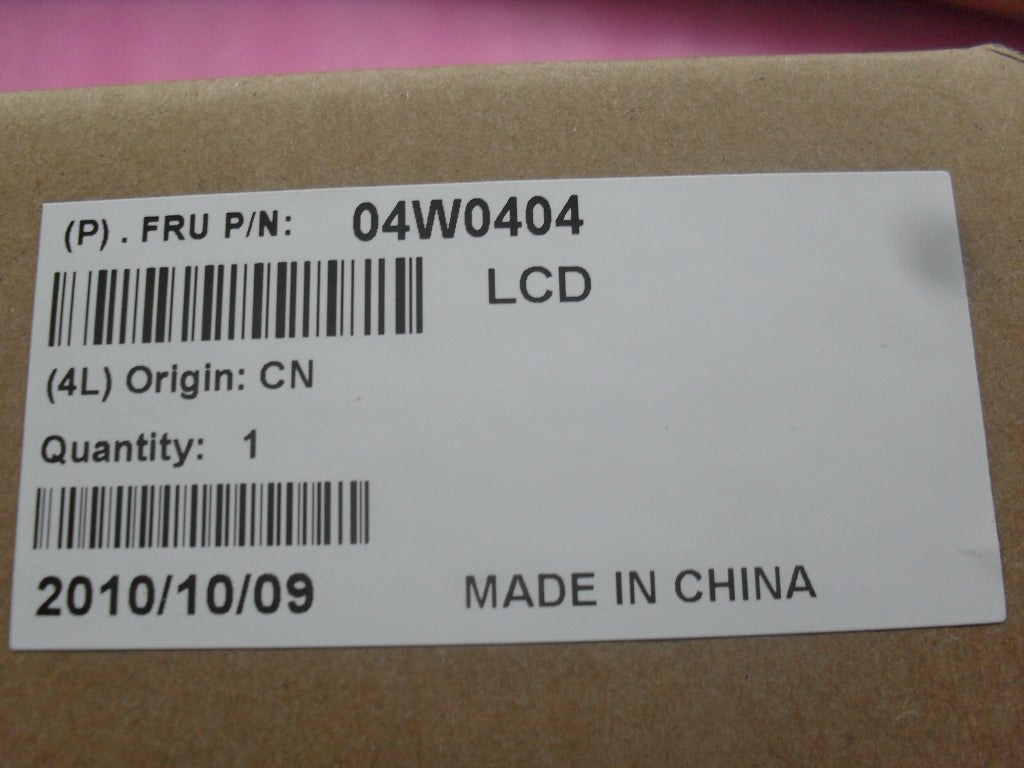 (P) . FRU P/N: 04W0404
LCD
(4L) Origin: CN
Quantity: 1
2010/10/09 MADE IN CHINA